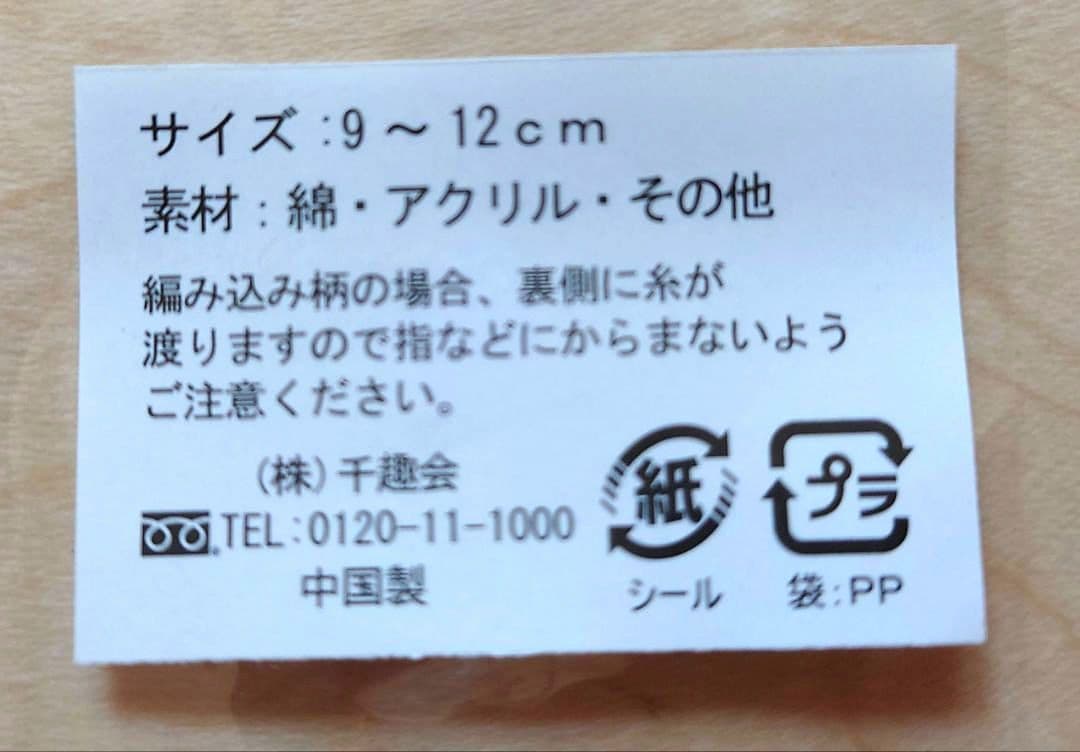 サイズ:9～12cm
素材:綿・アクリル・その他
編み込み柄の場合、裏側に糸が
渡りますので指などにからまないよう
ご注意ください。
(株)千趣会
TEL:0120-11-1000
中国製
紙
シール
プラ
袋:PP